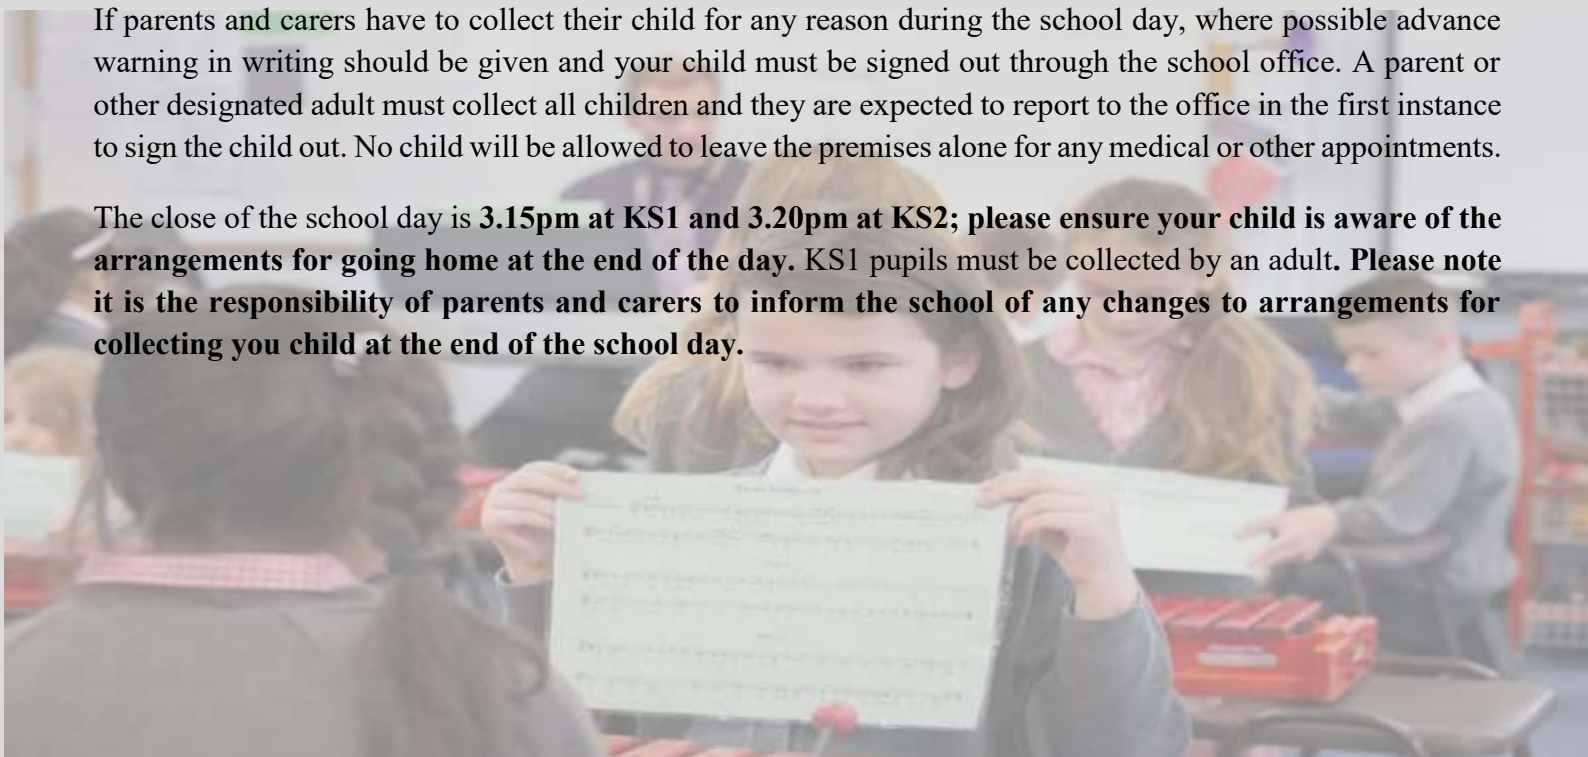 If parents and carers have to collect their child for any reason during the school day, where possible advance
warning in writing should be given and your child must be signed out through the school office. A parent or
other designated adult must collect all children and they are expected to report to the office in the first instance
to sign the child out. No child will be allowed to leave the premises alone for any medical or other appointments.
The close of the school day is 3.15pm at KS1 and 3.20pm at KS2; please ensure your child is aware of the
arrangements for going home at the end of the day. KS1 pupils must be collected by an adult. Please note
it is the responsibility of parents and carers to inform the school of any changes to arrangements for
collecting you child at the end of the school day.